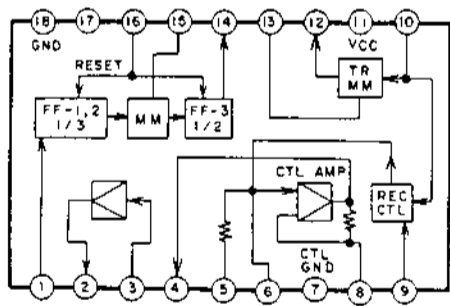 18 17 16 15 14 13 12 11 10
GND VCC
RESET
TR MM
FF-1,2 1/3
MM
FF-3 1/2
CTL AMP
REC CTL
CTL GND
1 2 3 4 5 6 7 8 9